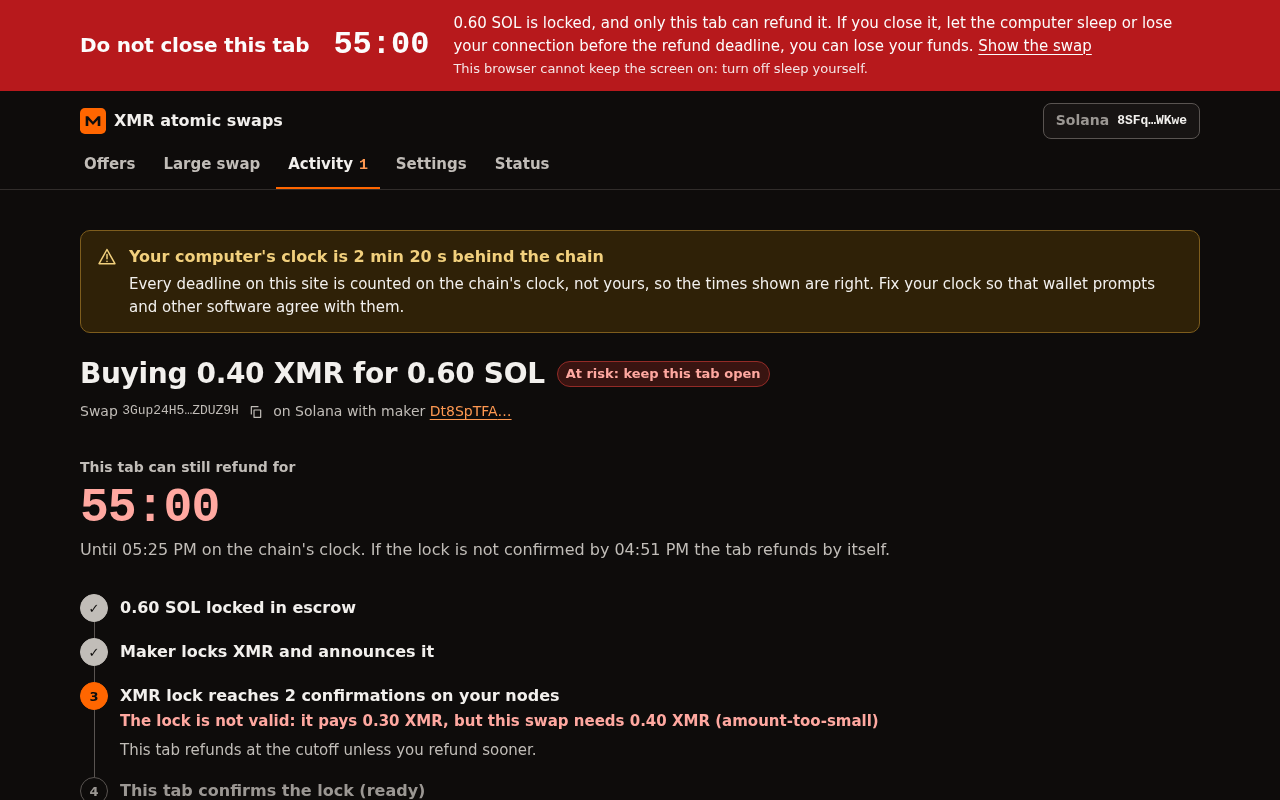 Do not close this tab
55:00
0.60 SOL is locked, and only this tab can refund it. If you close it, let the computer sleep or lose
your connection before the refund deadline, you can lose your funds. Show the swap
This browser cannot keep the screen on: turn off sleep yourself.
XMR atomic swaps
Solana 8SFq…WKwe
Offers
Large swap
Activity 1
Settings
Status
Your computer's clock is 2 min 20 s behind the chain
Every deadline on this site is counted on the chain's clock, not yours, so the times shown are right. Fix your clock so that wallet prompts
and other software agree with them.
Buying 0.40 XMR for 0.60 SOL
At risk: keep this tab open
Swap 3Gup24H5…ZDUZ9H on Solana with maker Dt8SpTFA…
This tab can still refund for
55:00
Until 05:25 PM on the chain's clock. If the lock is not confirmed by 04:51 PM the tab refunds by itself.
✓ 0.60 SOL locked in escrow
✓ Maker locks XMR and announces it
3 XMR lock reaches 2 confirmations on your nodes
The lock is not valid: it pays 0.30 XMR, but this swap needs 0.40 XMR (amount-too-small)
This tab refunds at the cutoff unless you refund sooner.
4 This tab confirms the lock (ready)